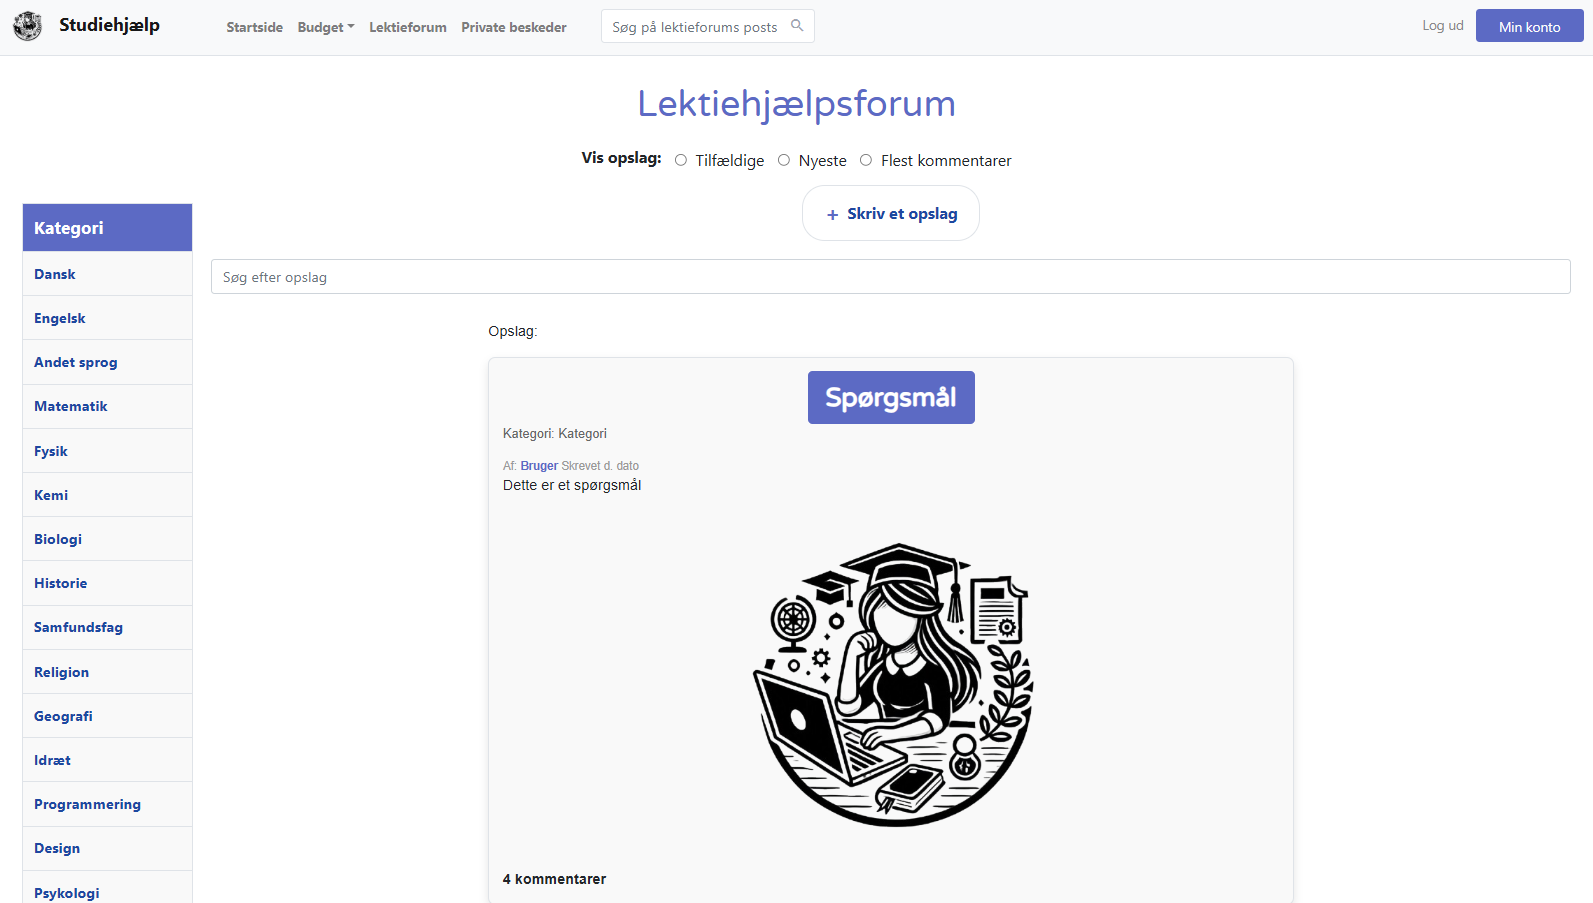 Studiehjælp
Startside Budget Lektieforum Private beskeder
Søg på lektieforums posts
Log ud
Min konto
Lektiehjælpsforum
Vis opslag: Tilfældige Nyeste Flest kommentarer
+ Skriv et opslag
Kategori
Dansk
Engelsk
Andet sprog
Matematik
Fysik
Kemi
Biologi
Historie
Samfundsfag
Religion
Geografi
Idræt
Programmering
Design
Psykologi
Søg efter opslag
Opslag:
Spørgsmål
Kategori: Kategori
Af: Bruger Skrevet d. dato
Dette er et spørgsmål
4 kommentarer